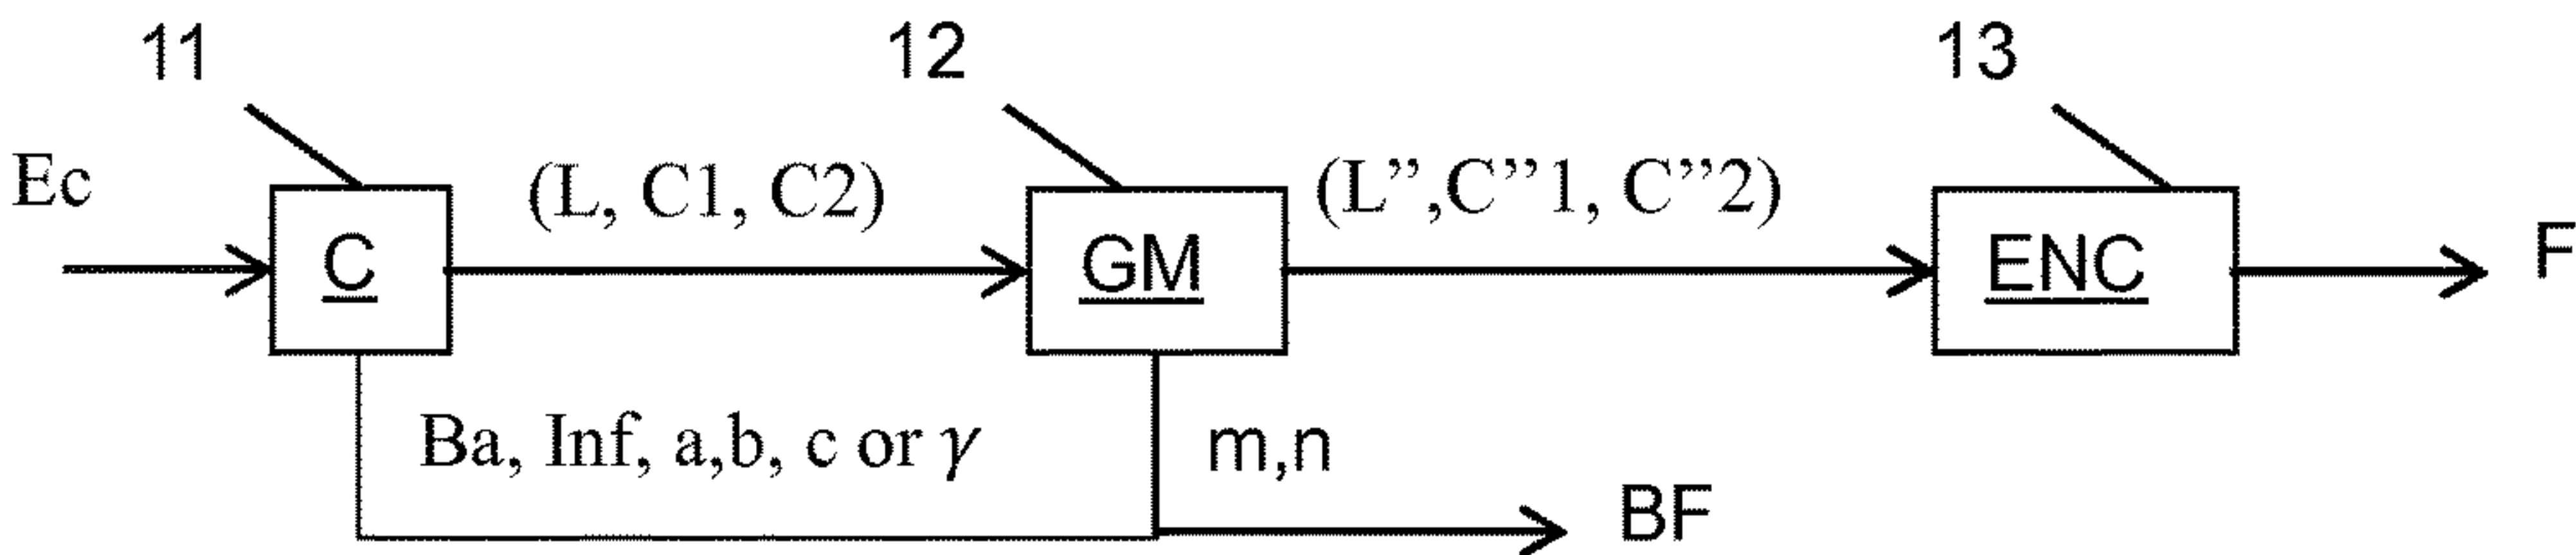 11 12 13
Ec (L, C1, C2) (L”,C”1, C”2)
C GM ENC F
Ba, Inf, a,b, c or γ m,n
BF